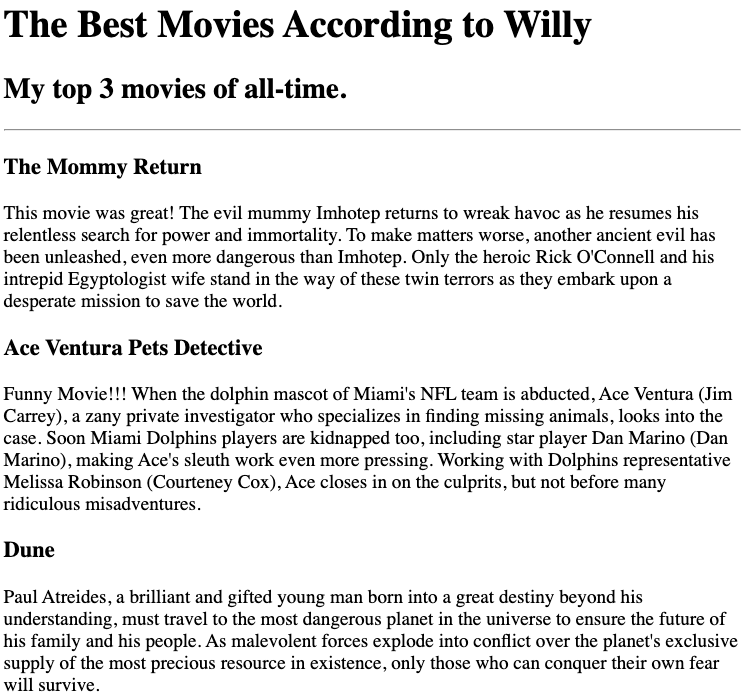 The Best Movies According to Willy
My top 3 movies of all-time.
The Mommy Return
This movie was great! The evil mummy Imhotep returns to wreak havoc as he resumes his
relentless search for power and immortality. To make matters worse, another ancient evil has
been unleashed, even more dangerous than Imhotep. Only the heroic Rick O'Connell and his
intrepid Egyptologist wife stand in the way of these twin terrors as they embark upon a
desperate mission to save the world.
Ace Ventura Pets Detective
Funny Movie!!! When the dolphin mascot of Miami's NFL team is abducted, Ace Ventura (Jim
Carrey), a zany private investigator who specializes in finding missing animals, looks into the
case. Soon Miami Dolphins players are kidnapped too, including star player Dan Marino (Dan
Marino), making Ace's sleuth work even more pressing. Working with Dolphins representative
Melissa Robinson (Courteney Cox), Ace closes in on the culprits, but not before many
ridiculous misadventures.
Dune
Paul Atreides, a brilliant and gifted young man born into a great destiny beyond his
understanding, must travel to the most dangerous planet in the universe to ensure the future of
his family and his people. As malevolent forces explode into conflict over the planet's exclusive
supply of the most precious resource in existence, only those who can conquer their own fear
will survive.